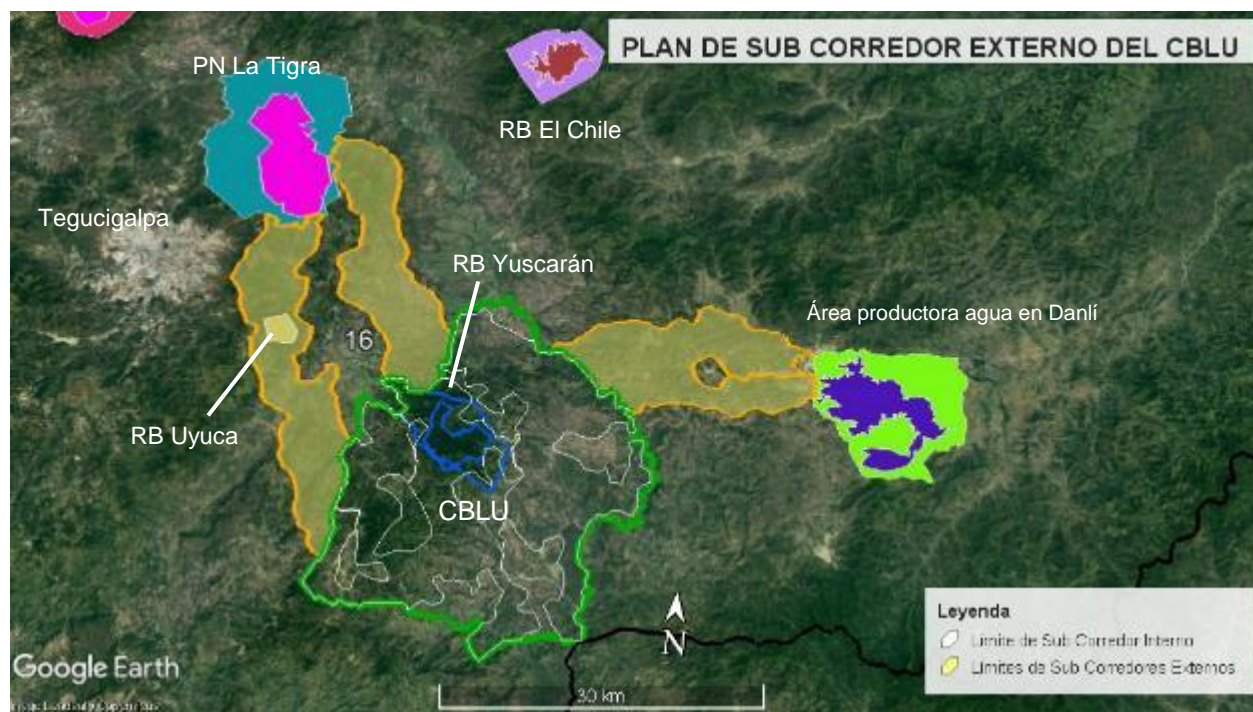 PLAN DE SUB CORREDOR EXTERNO DEL CBLU
PN La Tigra
RB El Chile
Tegucigalpa
RB Yuscarán
Área productora agua en Danlí
16
RB Uyuca
CBLU
Leyenda
Límite de Sub Corredor Interno
Límites de Sub Corredores Externos
N
Google Earth
30 km